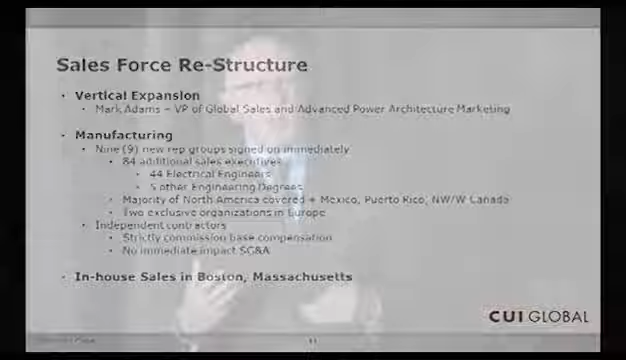 Sales Force Re-Structure
· Vertical Expansion
· Mark Adams – VP of Global Sales and Advanced Power Architecture Marketing
· Manufacturing
· Nine (9) new rep groups signed on immediately
· 84 additional sales executives
· 44 Electrical Engineers
· 5 other Engineering Degrees
· Majority of North America covered + Mexico, Puerto Rico, NW/W Canada
· Two exclusive organizations in Europe
· Independent contractors
· Strictly commission base compensation
· No immediate impact SG&A
· In-house Sales in Boston, Massachusetts
CUI GLOBAL